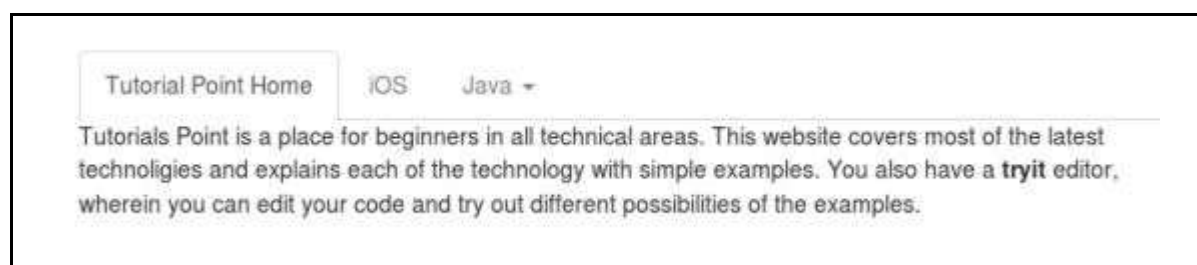 Tutorial Point Home iOS Java
Tutorials Point is a place for beginners in all technical areas. This website covers most of the latest
technoligies and explains each of the technology with simple examples. You also have a tryit editor,
wherein you can edit your code and try out different possibilities of the examples.